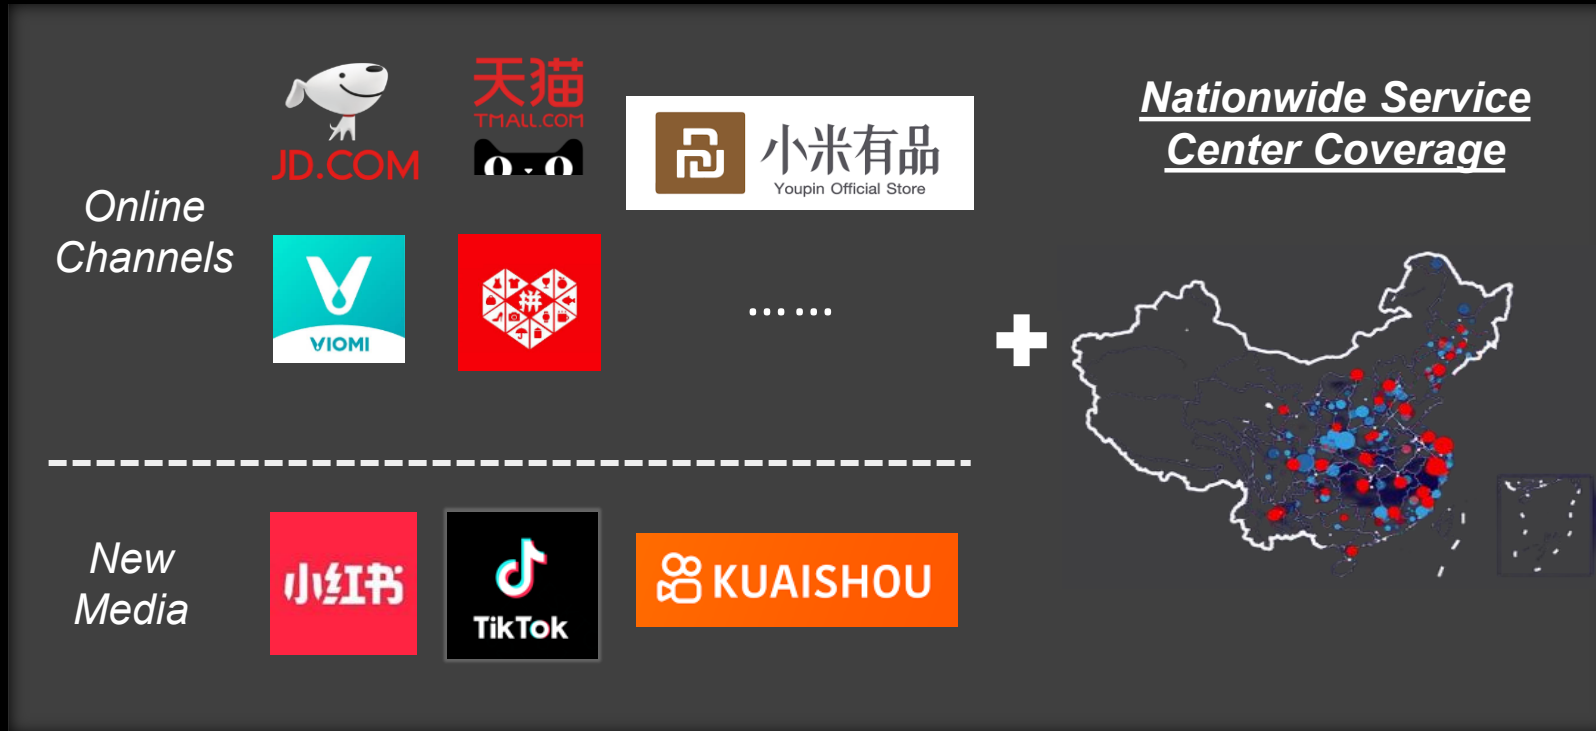 天猫
TMALL.COM
JD.COM
小米有品
Youpin Official Store
Nationwide Service
Center Coverage
Online
Channels
VIOMI
拼
……
New
Media
小红书
TikTok
KUAISHOU